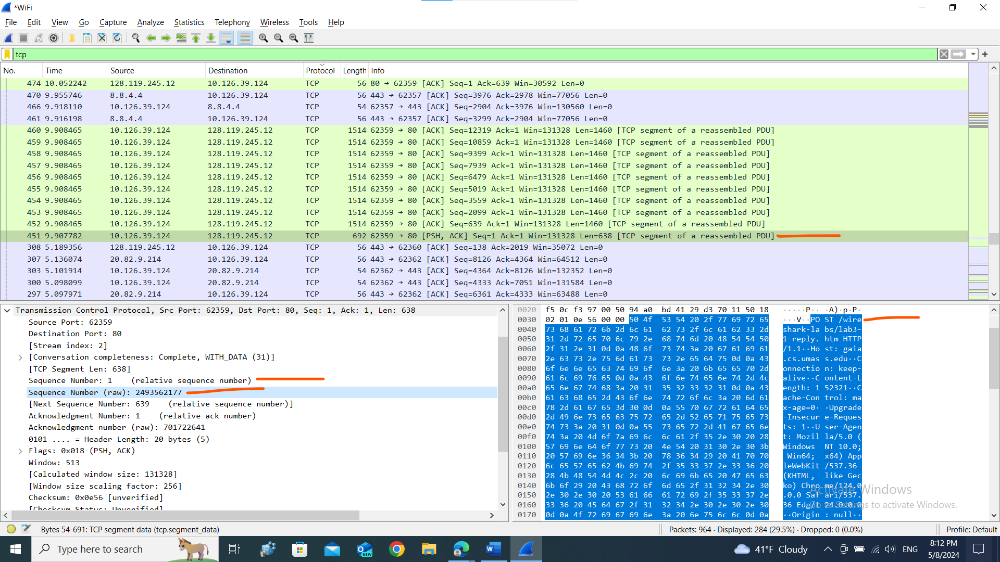 *WiFi
File Edit View Go Capture Analyze Statistics Telephony Wireless Tools Help
tcp
No. Time Source Destination Protocol Length Info
474 10.052242 128.119.245.12 10.126.39.124 TCP 56 80 → 62359 [ACK] Seq=1 Ack=639 Win=30592 Len=0
470 9.955746 8.8.4.4 10.126.39.124 TCP 56 443 → 62357 [ACK] Seq=3976 Ack=2978 Win=77056 Len=0
466 9.918110 10.126.39.124 8.8.4.4 TCP 54 62357 → 443 [ACK] Seq=2904 Ack=3976 Win=130560 Len=0
461 9.916198 8.8.4.4 10.126.39.124 TCP 56 443 → 62357 [ACK] Seq=3299 Ack=2904 Win=77056 Len=0
460 9.908465 10.126.39.124 128.119.245.12 TCP 1514 62359 → 80 [ACK] Seq=12319 Ack=1 Win=131328 Len=1460 [TCP segment of a reassembled PDU]
459 9.908465 10.126.39.124 128.119.245.12 TCP 1514 62359 → 80 [ACK] Seq=10859 Ack=1 Win=131328 Len=1460 [TCP segment of a reassembled PDU]
458 9.908465 10.126.39.124 128.119.245.12 TCP 1514 62359 → 80 [ACK] Seq=9399 Ack=1 Win=131328 Len=1460 [TCP segment of a reassembled PDU]
457 9.908465 10.126.39.124 128.119.245.12 TCP 1514 62359 → 80 [ACK] Seq=7939 Ack=1 Win=131328 Len=1460 [TCP segment of a reassembled PDU]
456 9.908465 10.126.39.124 128.119.245.12 TCP 1514 62359 → 80 [ACK] Seq=6479 Ack=1 Win=131328 Len=1460 [TCP segment of a reassembled PDU]
455 9.908465 10.126.39.124 128.119.245.12 TCP 1514 62359 → 80 [ACK] Seq=5019 Ack=1 Win=131328 Len=1460 [TCP segment of a reassembled PDU]
454 9.908465 10.126.39.124 128.119.245.12 TCP 1514 62359 → 80 [ACK] Seq=3559 Ack=1 Win=131328 Len=1460 [TCP segment of a reassembled PDU]
453 9.908465 10.126.39.124 128.119.245.12 TCP 1514 62359 → 80 [ACK] Seq=2099 Ack=1 Win=131328 Len=1460 [TCP segment of a reassembled PDU]
452 9.908465 10.126.39.124 128.119.245.12 TCP 1514 62359 → 80 [ACK] Seq=639 Ack=1 Win=131328 Len=1460 [TCP segment of a reassembled PDU]
451 9.907782 10.126.39.124 128.119.245.12 TCP 692 62359 → 80 [PSH, ACK] Seq=1 Ack=1 Win=131328 Len=638 [TCP segment of a reassembled PDU]
308 5.189356 128.119.245.12 10.126.39.124 TCP 56 443 → 62360 [ACK] Seq=138 Ack=2019 Win=35072 Len=0
307 5.136074 20.82.9.214 10.126.39.124 TCP 56 443 → 62362 [ACK] Seq=8126 Ack=4364 Win=64512 Len=0
303 5.101914 10.126.39.124 20.82.9.214 TCP 54 62362 → 443 [ACK] Seq=4364 Ack=8126 Win=132352 Len=0
300 5.098099 10.126.39.124 20.82.9.214 TCP 54 62362 → 443 [ACK] Seq=4333 Ack=7051 Win=131584 Len=0
297 5.097971 20.82.9.214 10.126.39.124 TCP 56 443 → 62362 [ACK] Seq=6361 Ack=4333 Win=63488 Len=0
Transmission Control Protocol, Src Port: 62359, Dst Port: 80, Seq: 1, Ack: 1, Len: 638
Source Port: 62359
Destination Port: 80
[Stream index: 2]
[Conversation completeness: Complete, WITH_DATA (31)]
[TCP Segment Len: 638]
Sequence Number: 1 (relative sequence number)
Sequence Number (raw): 2493562177
[Next Sequence Number: 639 (relative sequence number)]
Acknowledgment Number: 1 (relative ack number)
Acknowledgment number (raw): 701722641
0101 .... = Header Length: 20 bytes (5)
Flags: 0x018 (PSH, ACK)
Window: 513
[Calculated window size: 131328]
[Window size scaling factor: 256]
Checksum: 0x0e56 [unverified]
[Checksum Status: Unverified]
0020 f5 0c f3 97 00 50 94 a0 bd 41 29 d3 70 11 50 18 ·····P·· ·A)·p·P·
0030 02 01 0e 56 00 00 50 4f 53 54 20 2f 77 69 72 65 ···V··PO ST /wire
0040 73 68 61 72 6b 2d 6c 61 62 73 2f 6c 61 62 33 2d shark-la bs/lab3-
0050 31 2d 72 65 70 6c 79 2e 68 74 6d 20 48 54 54 50 1-reply. htm HTTP
0060 2f 31 2e 31 0d 0a 48 6f 73 74 3a 20 67 61 69 61 /1.1··Ho st: gaia
0070 2e 63 73 2e 75 6d 61 73 73 2e 65 64 75 0d 0a 43 .cs.umas s.edu··C
0080 6f 6e 6e 65 63 74 69 6f 6e 3a 20 6b 65 65 70 2d onnectio n: keep-
0090 61 6c 69 76 65 0d 0a 43 6f 6e 74 65 6e 74 2d 4c alive··C ontent-L
00a0 65 6e 67 74 68 3a 20 31 35 32 33 32 31 0d 0a 43 ength: 1 52321··C
00b0 61 63 68 65 2d 43 6f 6e 74 72 6f 6c 3a 20 6d 61 ache-Con trol: ma
00c0 78 2d 61 67 65 3d 30 0d 0a 55 70 67 72 61 64 65 x-age=0· ·Upgrade
00d0 2d 49 6e 73 65 63 75 72 65 2d 52 65 71 75 65 73 -Insecur e-Reques
00e0 74 73 3a 20 31 0d 0a 55 73 65 72 2d 41 67 65 6e ts: 1··U ser-Agen
00f0 74 3a 20 4d 6f 7a 69 6c 6c 61 2f 35 2e 30 20 28 t: Mozil la/5.0 (
0100 57 69 6e 64 6f 77 73 20 4e 54 20 31 30 2e 30 3b Windows NT 10.0;
0110 20 57 69 6e 36 34 3b 20 78 36 34 29 20 41 70 70 Win64; x64) App
0120 6c 65 57 65 62 4b 69 74 2f 35 33 37 2e 33 36 20 leWebKit /537.36
0130 28 4b 48 54 4d 4c 2c 20 6c 69 6b 65 20 47 65 63 (KHTML, like Gec
0140 6b 6f 29 20 43 68 72 6f 6d 65 2f 31 32 34 2e 30 ko) Chro me/124.0
0150 2e 30 2e 30 20 53 61 66 61 72 69 2f 35 33 37 2e .0.0 Saf ari/537.
0160 33 36 20 45 64 67 2f 31 32 34 2e 30 2e 30 2e 30 36 Edg/1 24.0.0.0
0170 0d 0a 4f 72 69 67 69 6e 3a 20 6e 75 6c 6c 0d 0a ··Origin : null··
Activate Windows
Go to Settings to activate Windows.
Bytes 54-691: TCP segment data (tcp.segment_data) Packets: 964 · Displayed: 284 (29.5%) · Dropped: 0 (0.0%) Profile: Default
Type here to search
NEW
41°F Cloudy
ENG
8:12 PM
5/8/2024